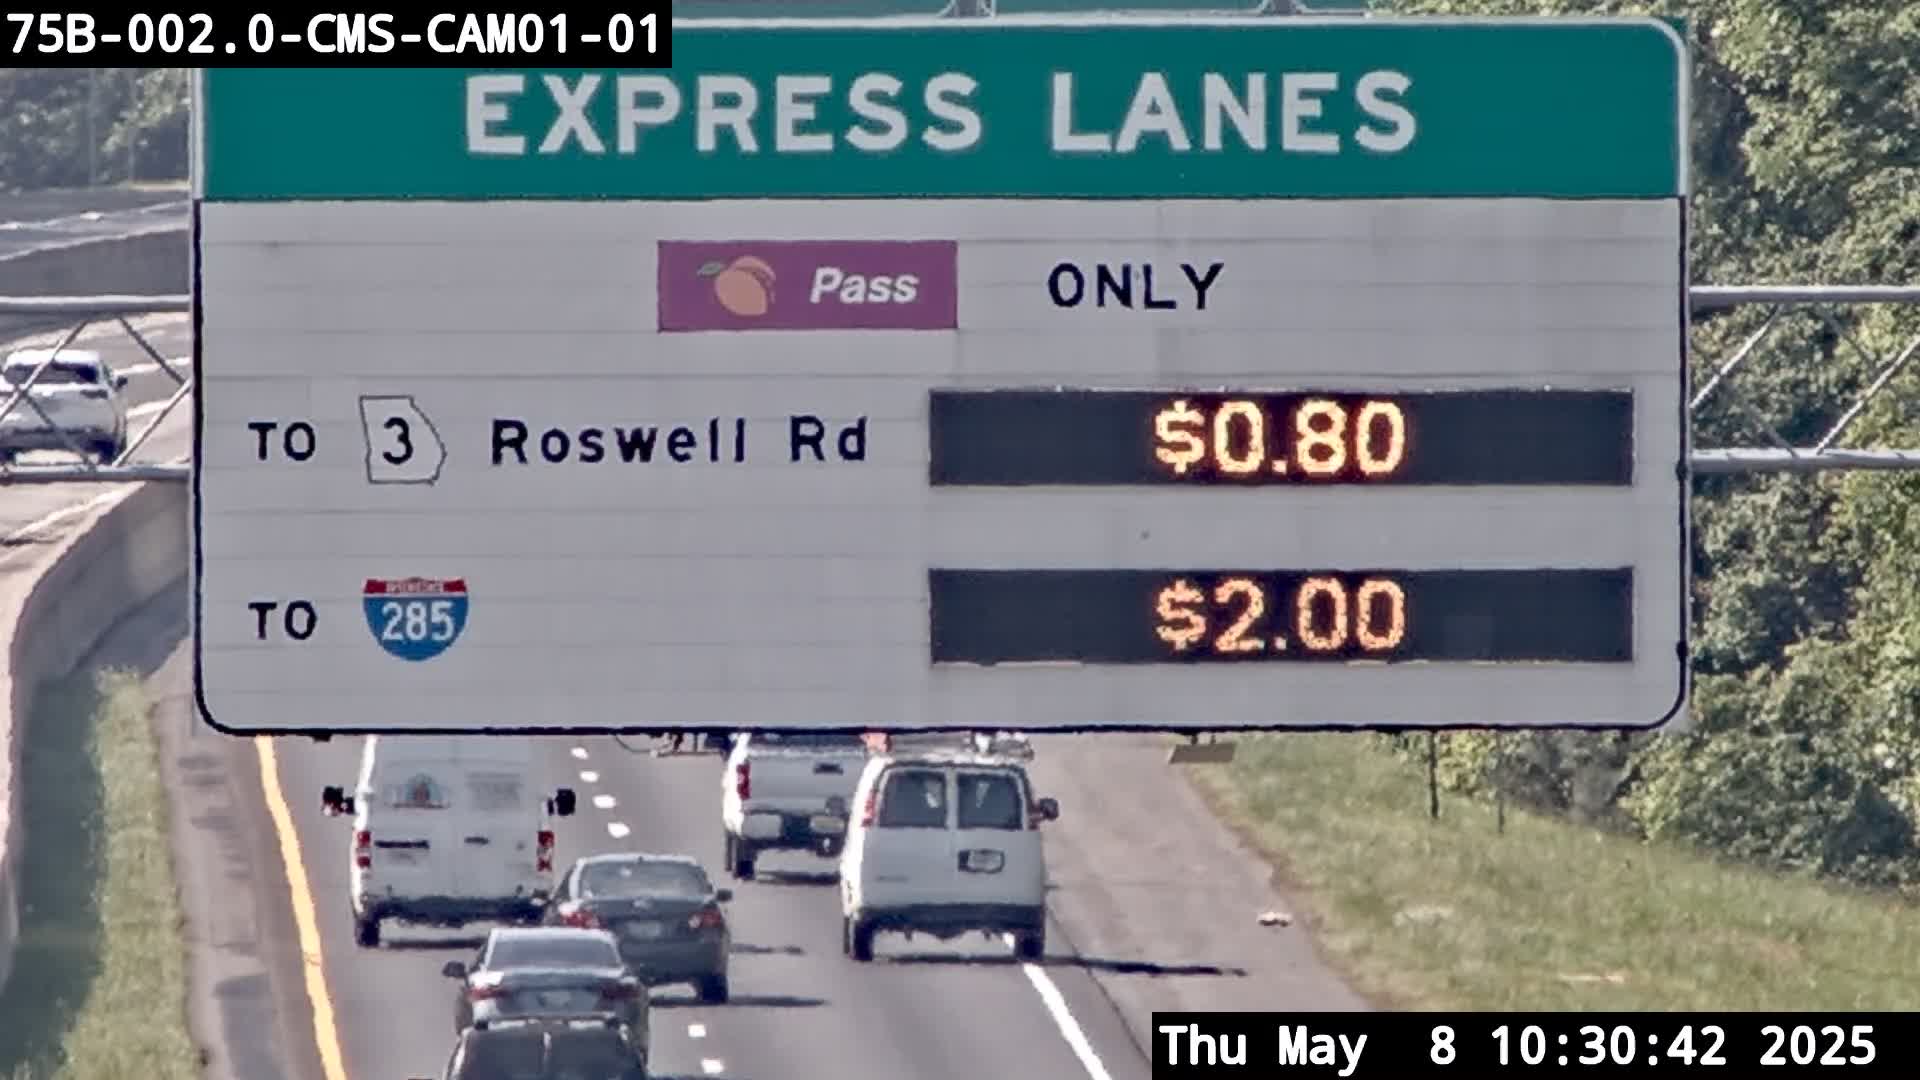 75B-002.0-CMS-CAM01-01
EXPRESS LANES
Pass ONLY
TO 3 Roswell Rd $0.80
TO INTERSTATE 285 $2.00
Thu May 8 10:30:42 2025